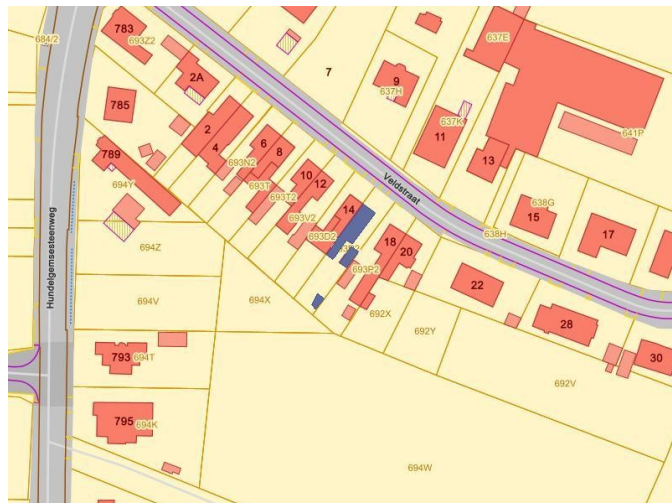 783
684/2
693Z2
637E
7
2A
9
637H
785
2
4
6
8
693N2
637K
11
641P
13
789
693T
694Y
693T2
10
12
693V2
14
693D2
Veldstraat
638G
15
638H
17
18
20
693P2
Hundelgemsesteenweg
694Z
694V
694X
692X
22
692Y
28
30
793
694T
692V
795
694K
694W